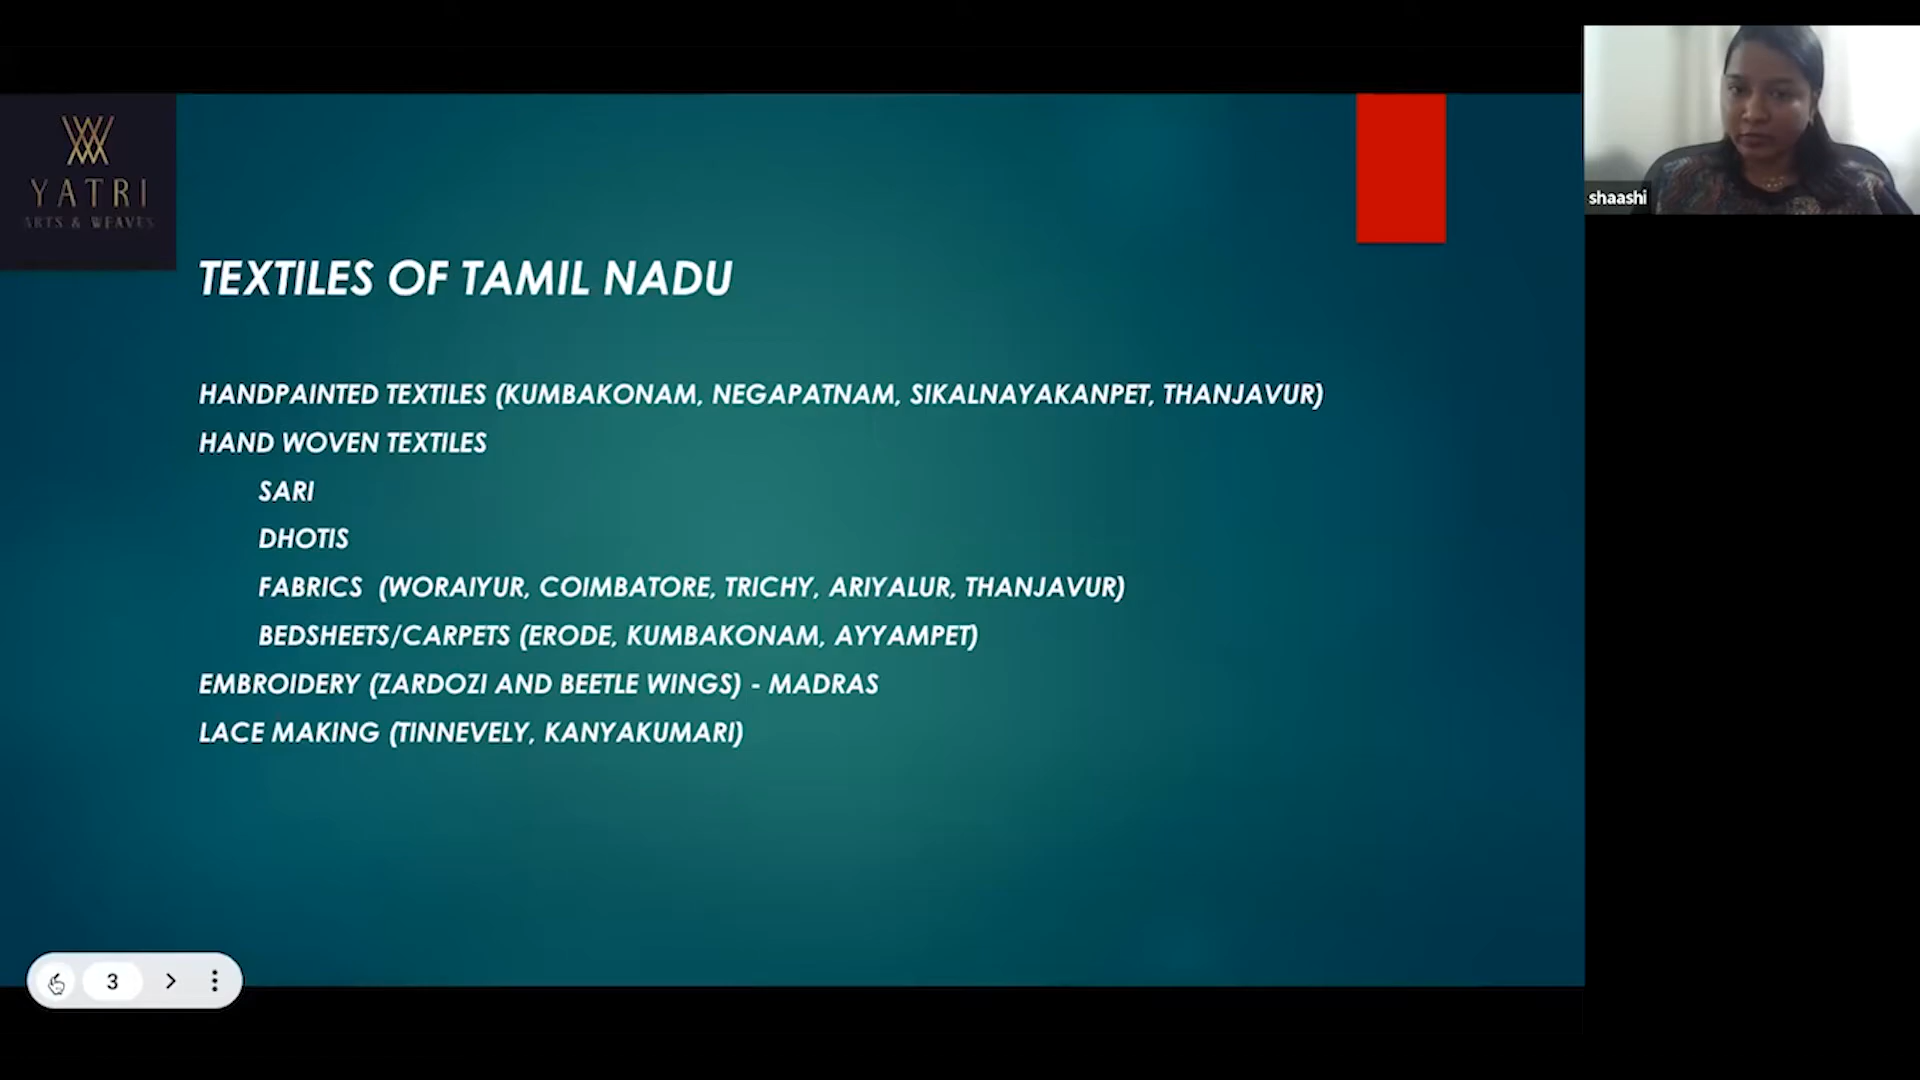 YATRI
ARTS & WEAVES
shaashi
TEXTILES OF TAMIL NADU
HANDPAINTED TEXTILES (KUMBAKONAM, NEGAPATNAM, SIKALNAYAKANPET, THANJAVUR)
HAND WOVEN TEXTILES
SARI
DHOTIS
FABRICS (WORAIYUR, COIMBATORE, TRICHY, ARIYALUR, THANJAVUR)
BEDSHEETS/CARPETS (ERODE, KUMBAKONAM, AYYAMPET)
EMBROIDERY (ZARDOZI AND BEETLE WINGS) - MADRAS
LACE MAKING (TINNEVELY, KANYAKUMARI)
3